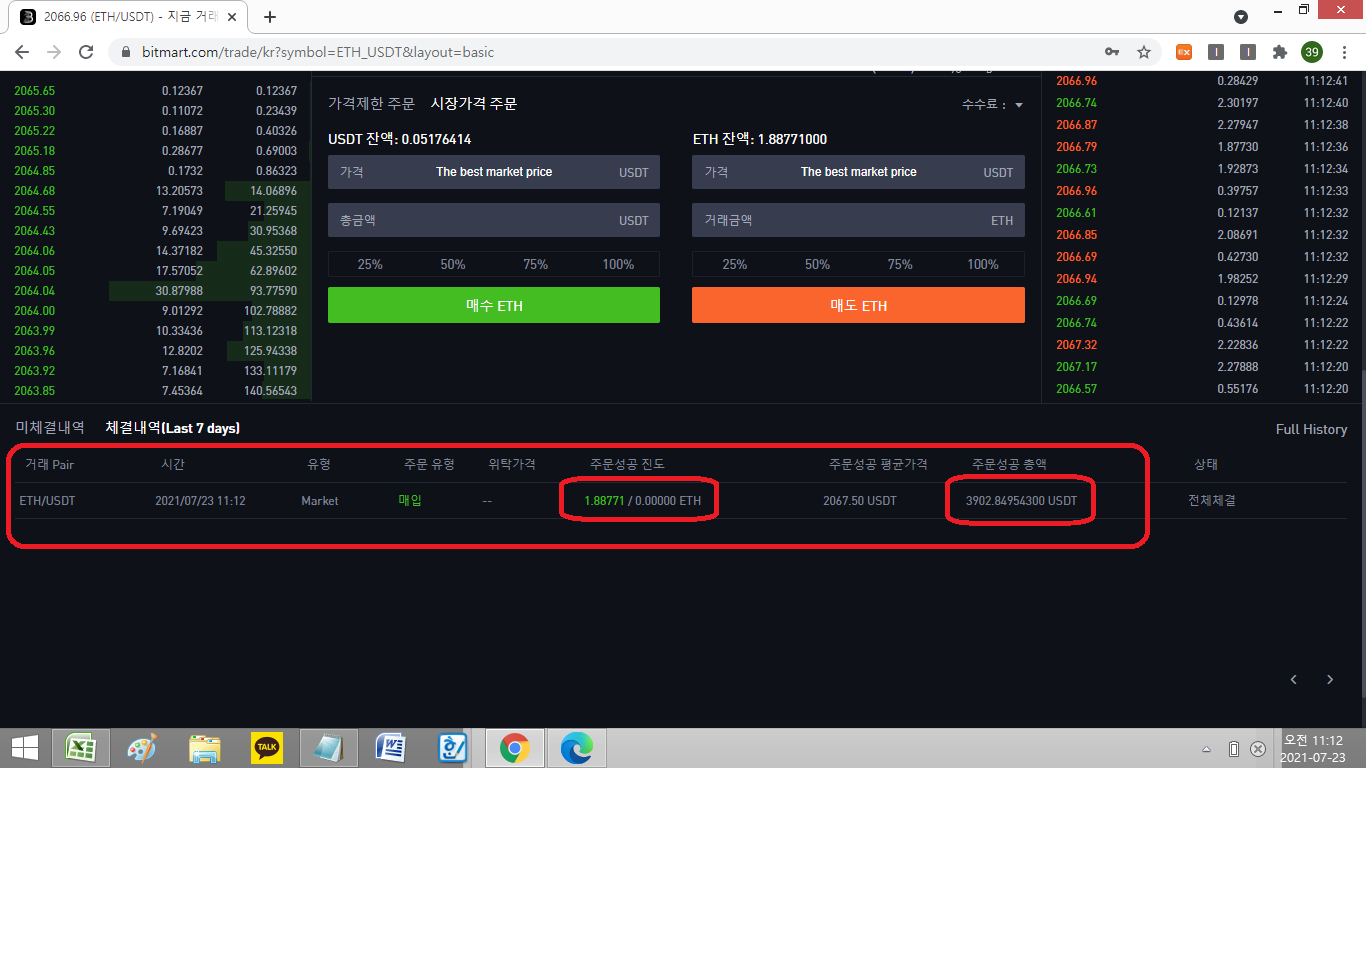 2066.96 (ETH/USDT) - 지금 거래
bitmart.com/trade/kr?symbol=ETH_USDT&layout=basic
39
2065.65 0.12367 0.12367
2065.30 0.11072 0.23439
2065.22 0.16887 0.40326
2065.18 0.28677 0.69003
2064.85 0.1732 0.86323
2064.68 13.20573 14.06896
2064.55 7.19049 21.25945
2064.43 9.69423 30.95368
2064.06 14.37182 45.32550
2064.05 17.57052 62.89602
2064.04 30.87988 93.77590
2064.00 9.01292 102.78882
2063.99 10.33436 113.12318
2063.96 12.8202 125.94338
2063.92 7.16841 133.11179
2063.85 7.45364 140.56543
가격제한 주문 시장가격 주문 수수료 :
USDT 잔액: 0.05176414 ETH 잔액: 1.88771000
가격 The best market price USDT 가격 The best market price USDT
총금액 USDT 거래금액 ETH
25% 50% 75% 100% 25% 50% 75% 100%
매수 ETH 매도 ETH
2066.96 0.28429 11:12:41
2066.74 2.30197 11:12:40
2066.87 2.27947 11:12:38
2066.79 1.87730 11:12:36
2066.73 1.92873 11:12:34
2066.96 0.39757 11:12:33
2066.61 0.12137 11:12:32
2066.85 2.08691 11:12:32
2066.69 0.42730 11:12:32
2066.94 1.98252 11:12:29
2066.69 0.12978 11:12:24
2066.74 0.43614 11:12:22
2067.32 2.22836 11:12:22
2067.17 2.27888 11:12:20
2066.57 0.55176 11:12:20
미체결내역 체결내역(Last 7 days) Full History
거래 Pair 시간 유형 주문 유형 위탁가격 주문성공 진도 주문성공 평균가격 주문성공 총액 상태
ETH/USDT 2021/07/23 11:12 Market 매입 -- 1.88771 / 0.00000 ETH 2067.50 USDT 3902.84954300 USDT 전체체결
TALK
오전 11:12
2021-07-23